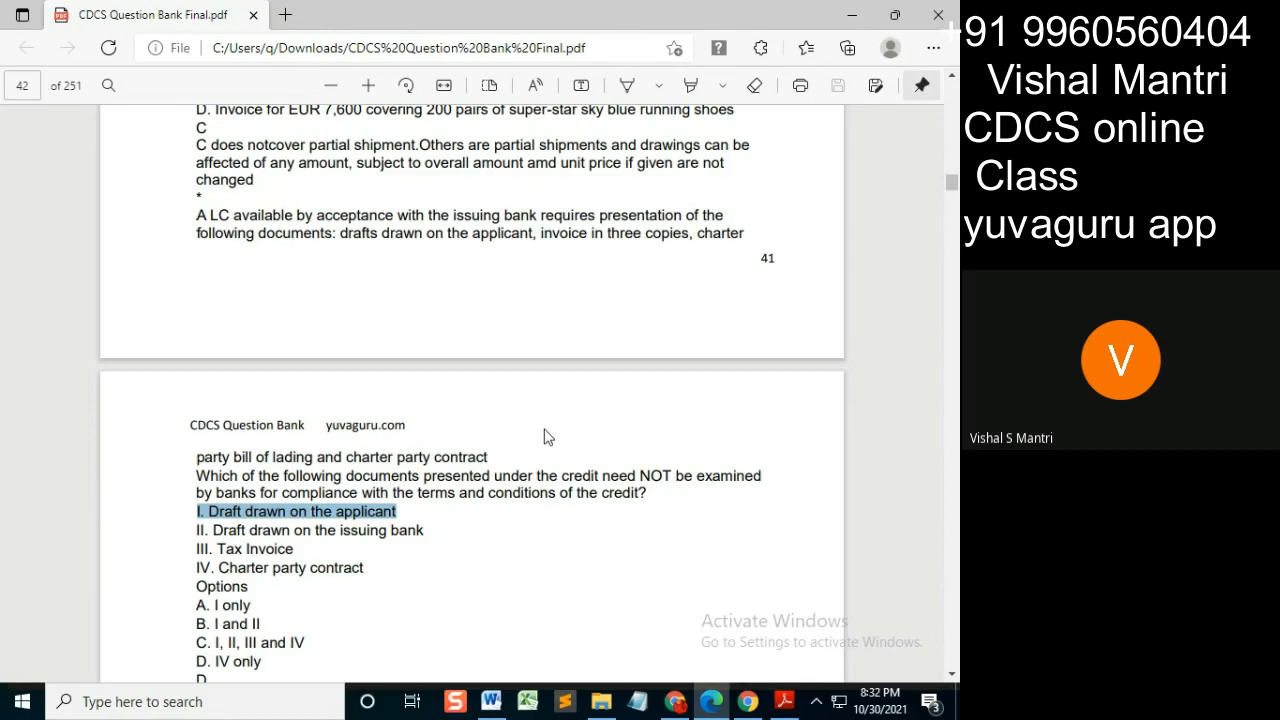 CDCS Question Bank Final.pdf
File
C:/Users/q/Downloads/CDCS%20Question%20Bank%20Final.pdf
42 of 251
D. Invoice for EUR 7,600 covering 200 pairs of super-star sky blue running shoes
C
C does notcover partial shipment.Others are partial shipments and drawings can be
affected of any amount, subject to overall amount amd unit price if given are not
changed
*
A LC available by acceptance with the issuing bank requires presentation of the
following documents: drafts drawn on the applicant, invoice in three copies, charter
41
CDCS Question Bank yuvaguru.com
party bill of lading and charter party contract
Which of the following documents presented under the credit need NOT be examined
by banks for compliance with the terms and conditions of the credit?
I. Draft drawn on the applicant
II. Draft drawn on the issuing bank
III. Tax Invoice
IV. Charter party contract
Options
A. I only
B. I and II
C. I, II, III and IV
D. IV only
D
Activate Windows
Go to Settings to activate Windows.
Type here to search
8:32 PM
10/30/2021
3
+91 9960560404
Vishal Mantri
CDCS online
Class
yuvaguru app
V
Vishal S Mantri